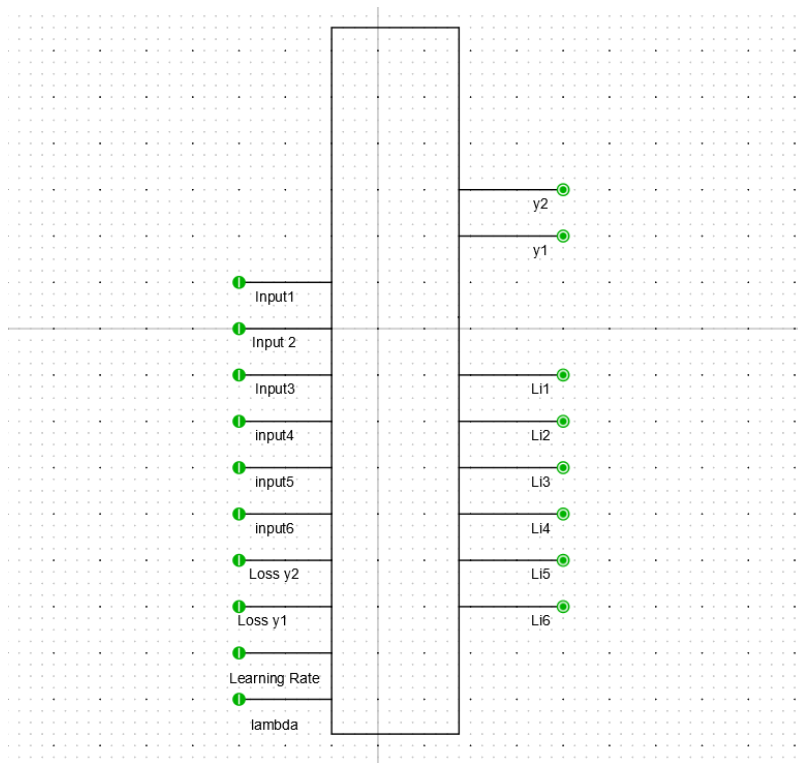 y2
y1
Input1
Input 2
Input3
Li1
input4
Li2
input5
Li3
input6
Li4
Loss y2
Li5
Loss y1
Li6
Learning Rate
lambda